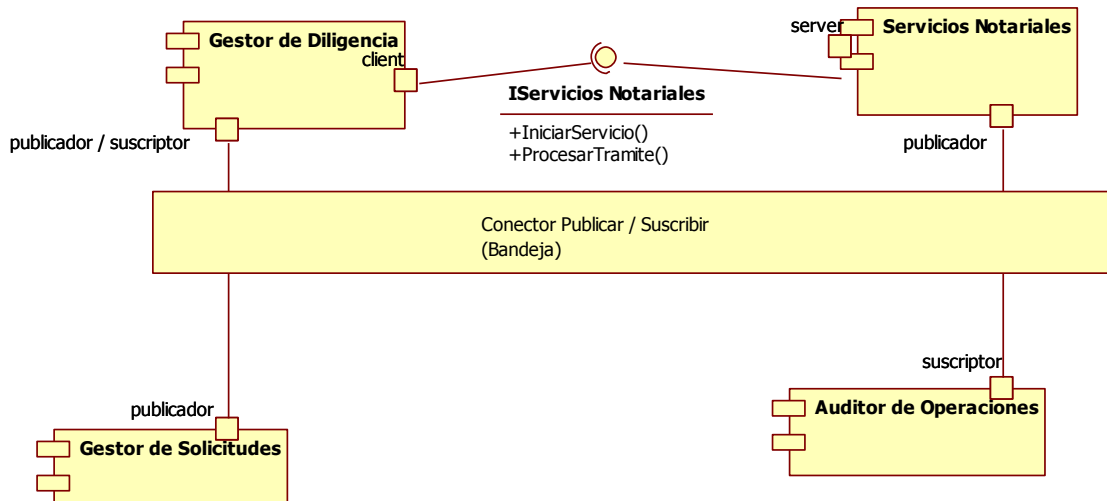 Gestor de Diligencia
client
server
Servicios Notariales
IServicios Notariales
+IniciarServicio()
+ProcesarTramite()
publicador / suscriptor
publicador
Conector Publicar / Suscribir
(Bandeja)
suscriptor
publicador
Auditor de Operaciones
Gestor de Solicitudes